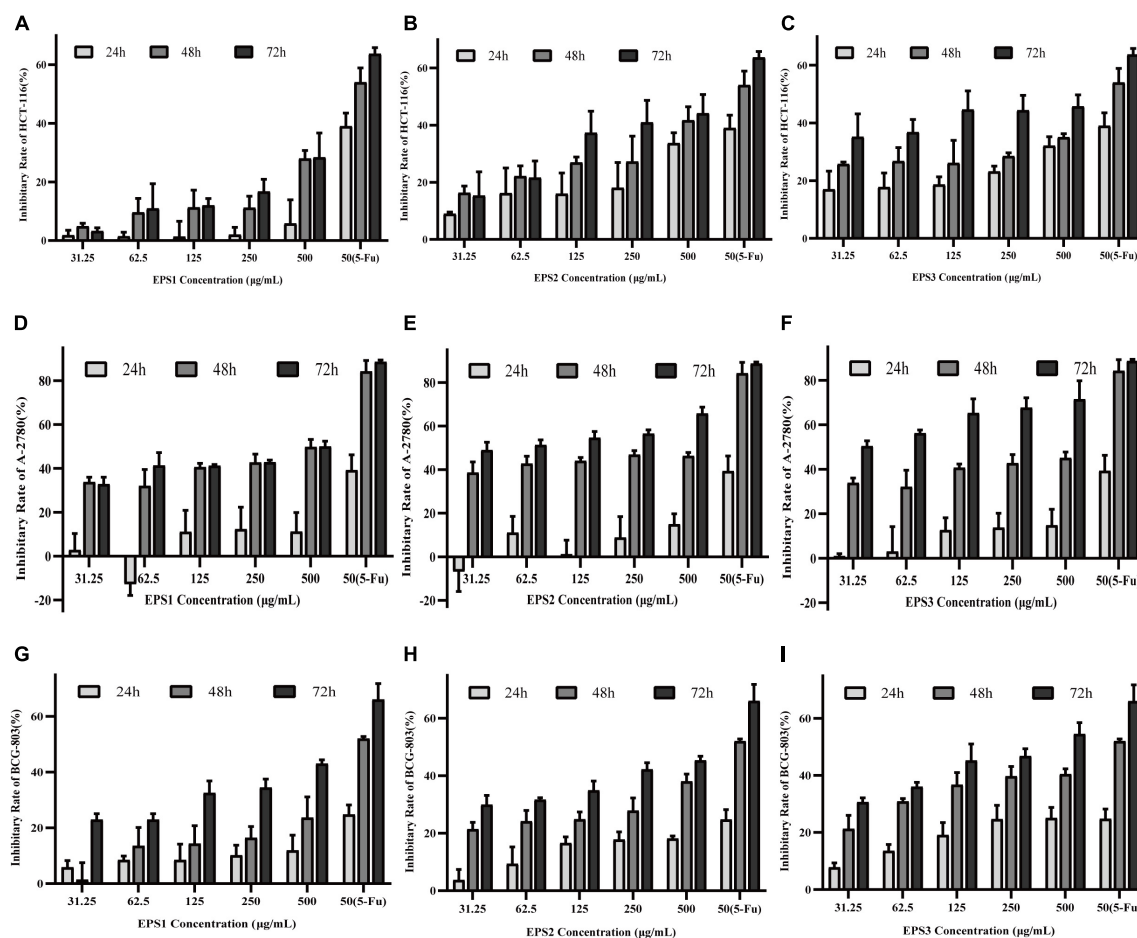 A
24h 48h 72h
Inhibitary Rate of HCT-116(%)
60
40
20
0
31.25 62.5 125 250 500 50(5-Fu)
EPS1 Concentration (μg/mL)
B
24h 48h 72h
Inhibitary Rate of HCT-116(%)
60
40
20
0
31.25 62.5 125 250 500 50(5-Fu)
EPS2 Concentration (μg/mL)
C
24h 48h 72h
Inhibitary Rate of HCT-116(%)
60
40
20
0
31.25 62.5 125 250 500 50(5-Fu)
EPS3 Concentration (μg/mL)
D
24h 48h 72h
Inhibitary Rate of A-2780(%)
80
60
40
20
0
-20
31.25 62.5 125 250 500 50(5-Fu)
EPS1 Concentration (μg/mL)
E
24h 48h 72h
Inhibitary Rate of A-2780(%)
80
60
40
20
0
-20
31.25 62.5 125 250 500 50(5-Fu)
EPS2 Concentration (μg/mL)
F
24h 48h 72h
Inhibitary Rate of A-2780(%)
80
60
40
20
0
-20
31.25 62.5 125 250 500 50(5-Fu)
EPS3 Concentration (μg/mL)
G
24h 48h 72h
Inhibitary Rate of BCG-803(%)
60
40
20
0
31.25 62.5 125 250 500 50(5-Fu)
EPS1 Concentration (μg/mL)
H
24h 48h 72h
Inhibitary Rate of BCG-803(%)
60
40
20
0
31.25 62.5 125 250 500 50(5-Fu)
EPS2 Concentration (μg/mL)
I
24h 48h 72h
Inhibitary Rate of BCG-803(%)
60
40
20
0
31.25 62.5 125 250 500 50(5-Fu)
EPS3 Concentration (μg/mL)